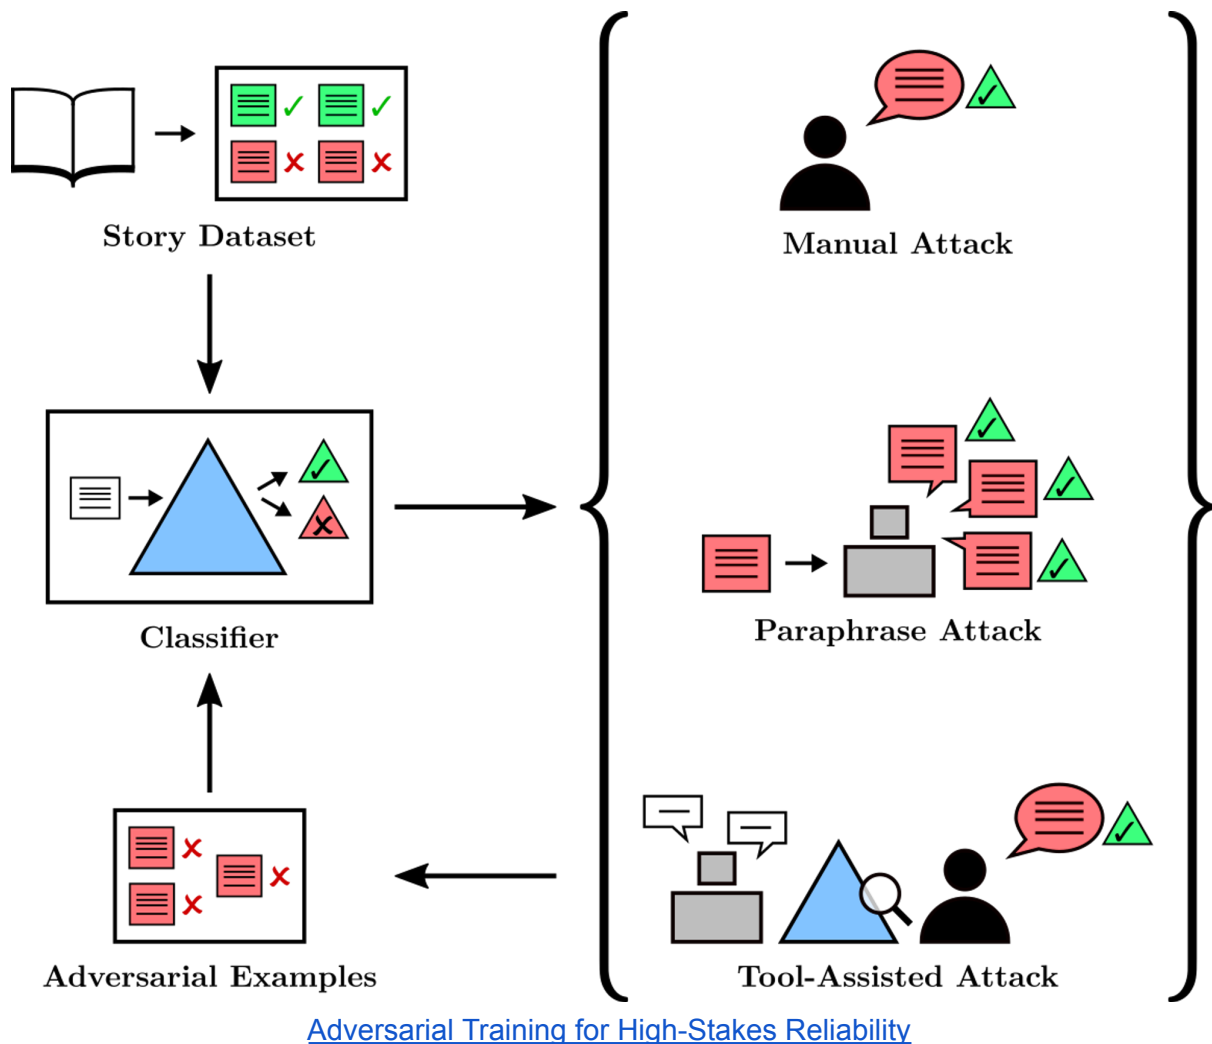 Story Dataset
Manual Attack
Classifier
Paraphrase Attack
Adversarial Examples
Tool-Assisted Attack
Adversarial Training for High-Stakes Reliability